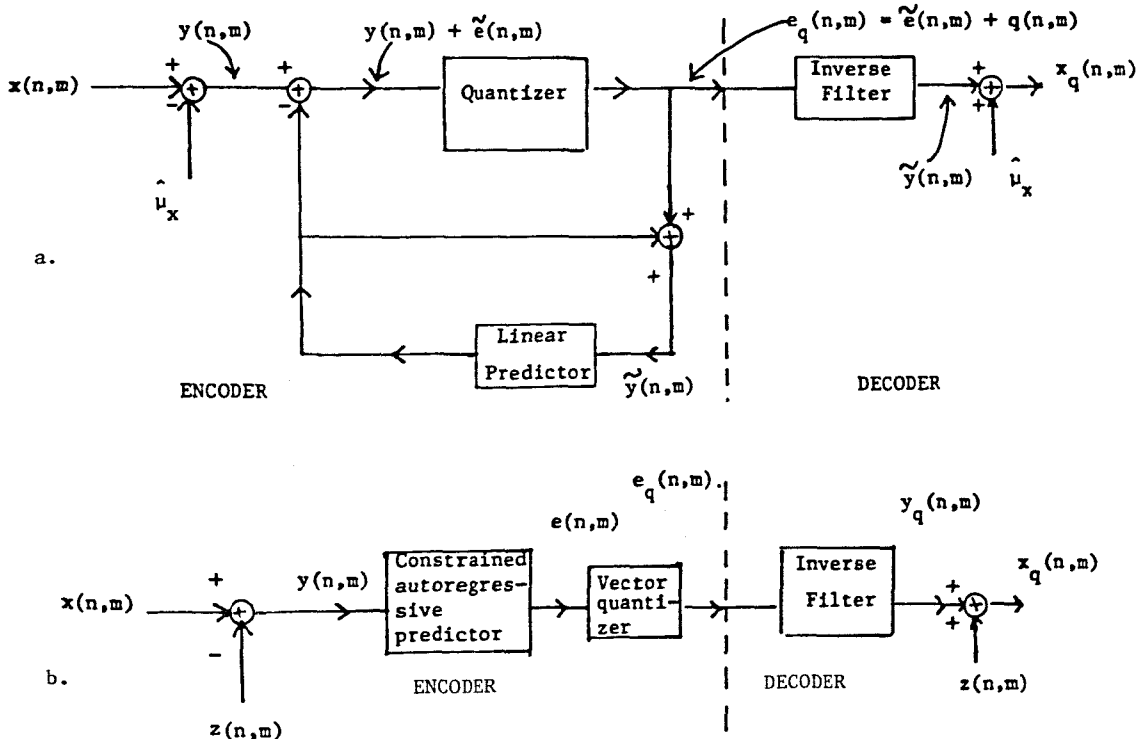 y(n,m)
y(n,m) + ẽ(n,m)
e_q(n,m) = ẽ(n,m) + q(n,m)
x(n,m)
+
-
+
-
Quantizer
Inverse
Filter
+
+
x_q(n,m)
μ̂_x
ỹ(n,m)
μ̂_x
+
+
a.
Linear
Predictor
ỹ(n,m)
ENCODER
DECODER
e_q(n,m).
y_q(n,m)
e(n,m)
x(n,m)
+
-
y(n,m)
Constrained
autoregres-
sive
predictor
Vector
quanti-
zer
Inverse
Filter
+
+
x_q(n,m)
b.
ENCODER
DECODER
z(n,m)
z(n,m)